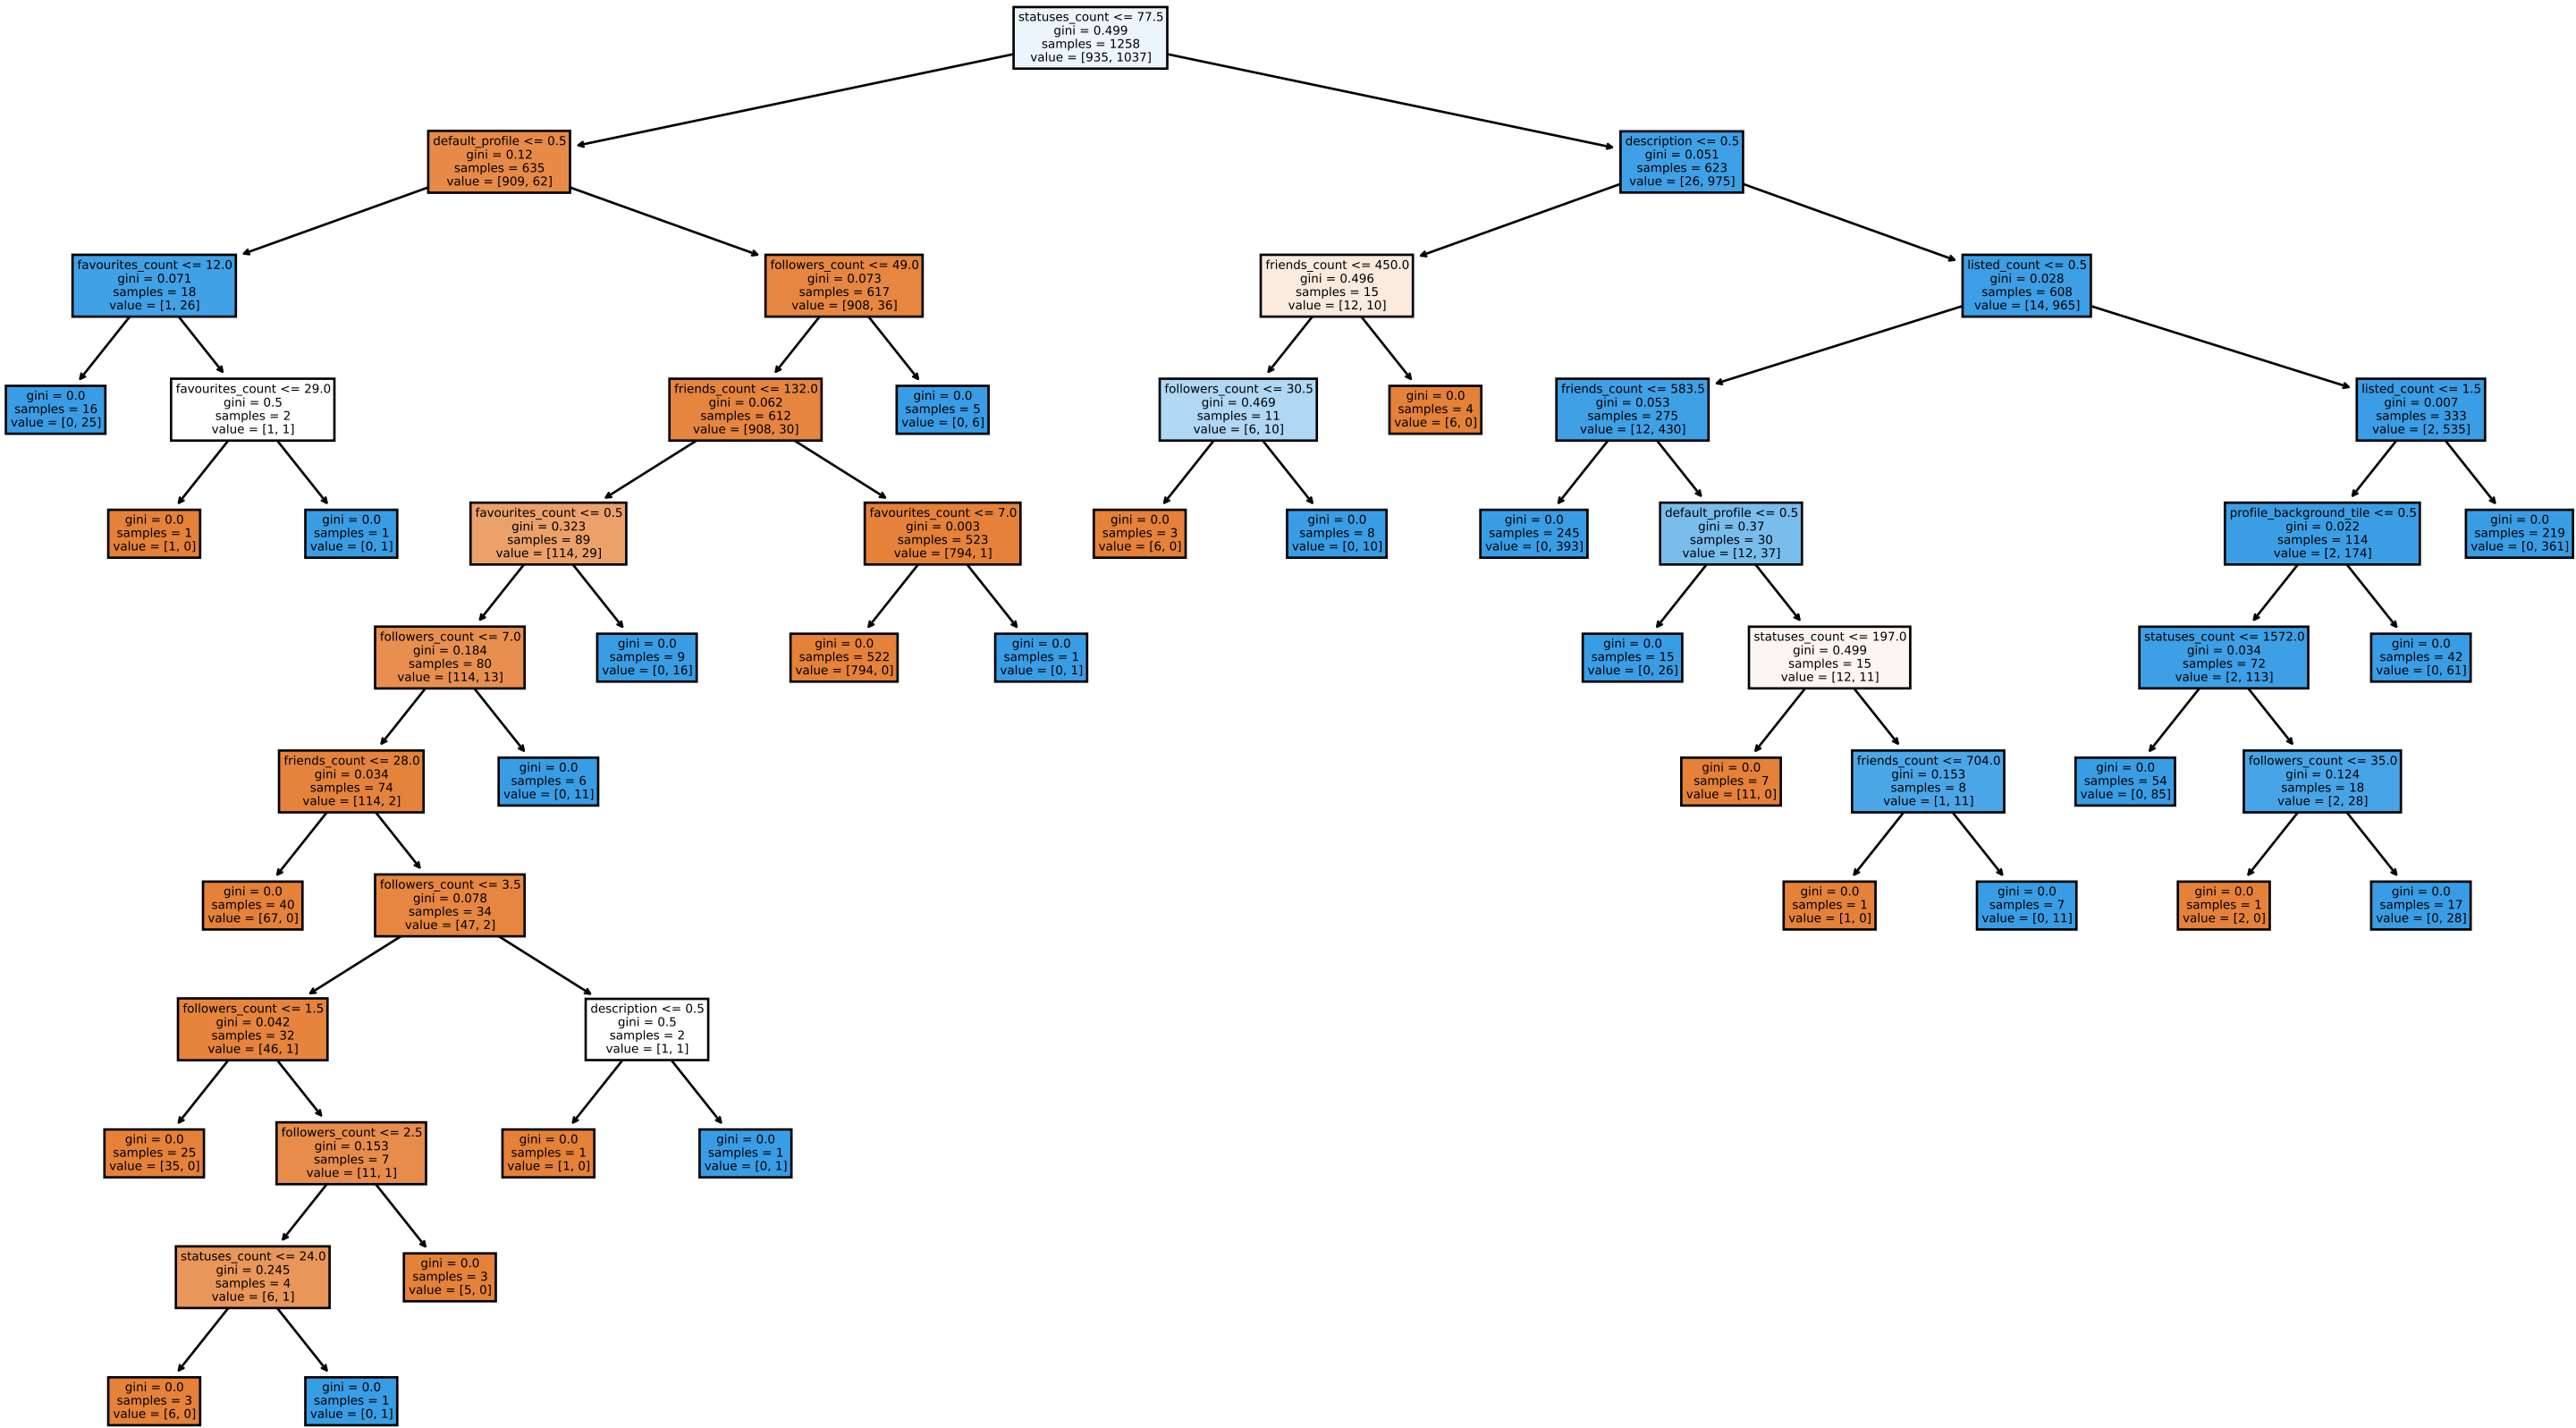 statuses_count <= 77.5
gini = 0.499
samples = 1258
value = [935, 1037]
default_profile <= 0.5
gini = 0.12
samples = 635
value = [909, 62]
description <= 0.5
gini = 0.051
samples = 623
value = [26, 975]
favourites_count <= 12.0
gini = 0.071
samples = 18
value = [1, 26]
followers_count <= 49.0
gini = 0.073
samples = 617
value = [908, 36]
friends_count <= 450.0
gini = 0.496
samples = 15
value = [12, 10]
listed_count <= 0.5
gini = 0.028
samples = 608
value = [14, 965]
gini = 0.0
samples = 16
value = [0, 25]
favourites_count <= 29.0
gini = 0.5
samples = 2
value = [1, 1]
friends_count <= 132.0
gini = 0.062
samples = 612
value = [908, 30]
gini = 0.0
samples = 5
value = [0, 6]
followers_count <= 30.5
gini = 0.469
samples = 11
value = [6, 10]
gini = 0.0
samples = 4
value = [6, 0]
friends_count <= 583.5
gini = 0.053
samples = 275
value = [12, 430]
listed_count <= 1.5
gini = 0.007
samples = 333
value = [2, 535]
gini = 0.0
samples = 1
value = [1, 0]
gini = 0.0
samples = 1
value = [0, 1]
favourites_count <= 0.5
gini = 0.323
samples = 89
value = [114, 29]
favourites_count <= 7.0
gini = 0.003
samples = 523
value = [794, 1]
gini = 0.0
samples = 3
value = [6, 0]
gini = 0.0
samples = 8
value = [0, 10]
gini = 0.0
samples = 245
value = [0, 393]
default_profile <= 0.5
gini = 0.37
samples = 30
value = [12, 37]
profile_background_tile <= 0.5
gini = 0.022
samples = 114
value = [2, 174]
gini = 0.0
samples = 219
value = [0, 361]
followers_count <= 7.0
gini = 0.184
samples = 80
value = [114, 13]
gini = 0.0
samples = 9
value = [0, 16]
gini = 0.0
samples = 522
value = [794, 0]
gini = 0.0
samples = 1
value = [0, 1]
gini = 0.0
samples = 15
value = [0, 26]
statuses_count <= 197.0
gini = 0.499
samples = 15
value = [12, 11]
statuses_count <= 1572.0
gini = 0.034
samples = 72
value = [2, 113]
gini = 0.0
samples = 42
value = [0, 61]
friends_count <= 28.0
gini = 0.034
samples = 74
value = [114, 2]
gini = 0.0
samples = 6
value = [0, 11]
gini = 0.0
samples = 7
value = [11, 0]
friends_count <= 704.0
gini = 0.153
samples = 8
value = [1, 11]
gini = 0.0
samples = 54
value = [0, 85]
followers_count <= 35.0
gini = 0.124
samples = 18
value = [2, 28]
gini = 0.0
samples = 40
value = [67, 0]
followers_count <= 3.5
gini = 0.078
samples = 34
value = [47, 2]
gini = 0.0
samples = 1
value = [1, 0]
gini = 0.0
samples = 7
value = [0, 11]
gini = 0.0
samples = 1
value = [2, 0]
gini = 0.0
samples = 17
value = [0, 28]
followers_count <= 1.5
gini = 0.042
samples = 32
value = [46, 1]
description <= 0.5
gini = 0.5
samples = 2
value = [1, 1]
gini = 0.0
samples = 25
value = [35, 0]
followers_count <= 2.5
gini = 0.153
samples = 7
value = [11, 1]
gini = 0.0
samples = 1
value = [1, 0]
gini = 0.0
samples = 1
value = [0, 1]
statuses_count <= 24.0
gini = 0.245
samples = 4
value = [6, 1]
gini = 0.0
samples = 3
value = [5, 0]
gini = 0.0
samples = 3
value = [6, 0]
gini = 0.0
samples = 1
value = [0, 1]